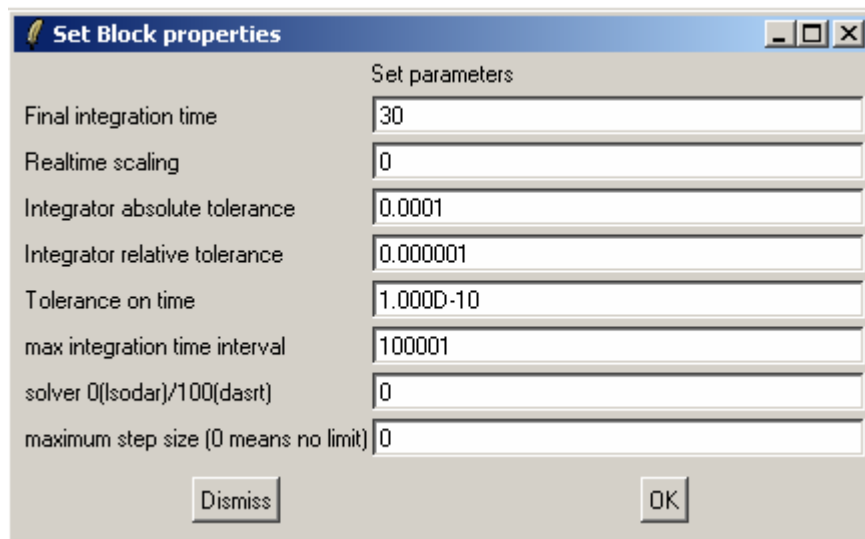 Set Block properties
Set parameters
Final integration time 30
Realtime scaling 0
Integrator absolute tolerance 0.0001
Integrator relative tolerance 0.000001
Tolerance on time 1.000D-10
max integration time interval 100001
solver 0(lsodar)/100(dasrt) 0
maximum step size (0 means no limit) 0
Dismiss OK